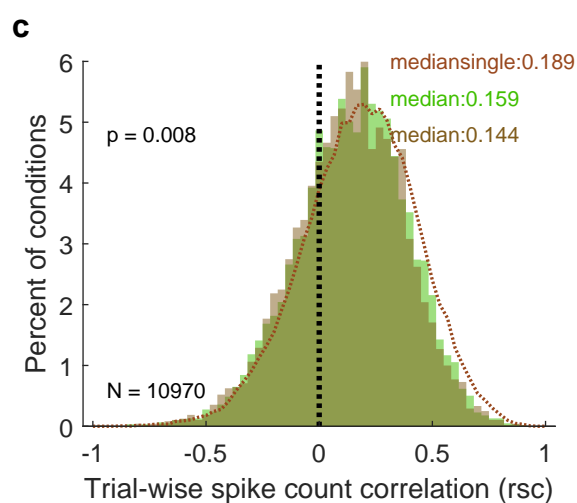 c
6
mediansingle:0.189
median:0.159
5
p = 0.008
median:0.144
4
Percent of conditions
3
2
1
N = 10970
0
-1 -0.5 0 0.5 1
Trial-wise spike count correlation (rsc)